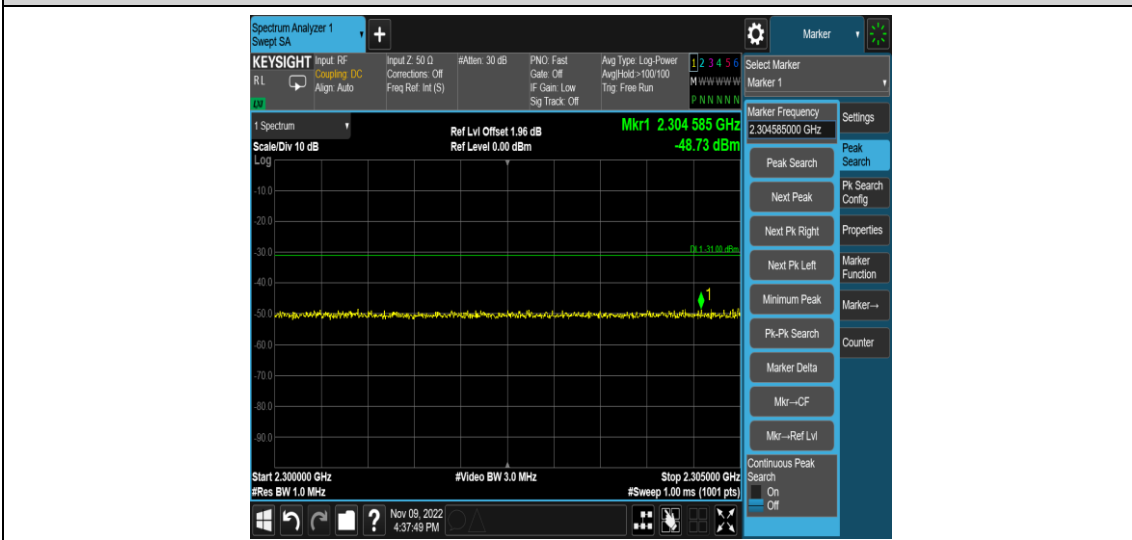 Spectrum Analyzer 1
Swept SA
+
Marker
KEYSIGHT
RL
LV
Input: RF
Coupling: DC
Align: Auto
Input Z: 50 Ω
Corrections: Off
Freq Ref: Int (S)
#Atten: 30 dB
PNO: Fast
Gate: Off
IF Gain: Low
Sig Track: Off
Avg Type: Log-Power
Avg|Hold:>100/100
Trig: Free Run
1 2 3 4 5 6
M W W W W W
P N N N N N
Select Marker
Marker 1
1 Spectrum
Scale/Div 10 dB
Log
Ref Lvl Offset 1.96 dB
Ref Level 0.00 dBm
Mkr1 2.304 585 GHz
-48.73 dBm
-10.0
-20.0
-30.0
-40.0
-50.0
-60.0
-70.0
-80.0
-90.0
DL1 -31.00 dBm
1
Start 2.300000 GHz
#Res BW 1.0 MHz
#Video BW 3.0 MHz
Stop 2.305000 GHz
#Sweep 1.00 ms (1001 pts)
Marker Frequency
2.304585000 GHz
Peak Search
Next Peak
Next Pk Right
Next Pk Left
Minimum Peak
Pk-Pk Search
Marker Delta
Mkr→CF
Mkr→Ref Lvl
Continuous Peak
Search
On
Off
Settings
Peak
Search
Pk Search
Config
Properties
Marker
Function
Marker→
Counter
?
Nov 09, 2022
4:37:49 PM